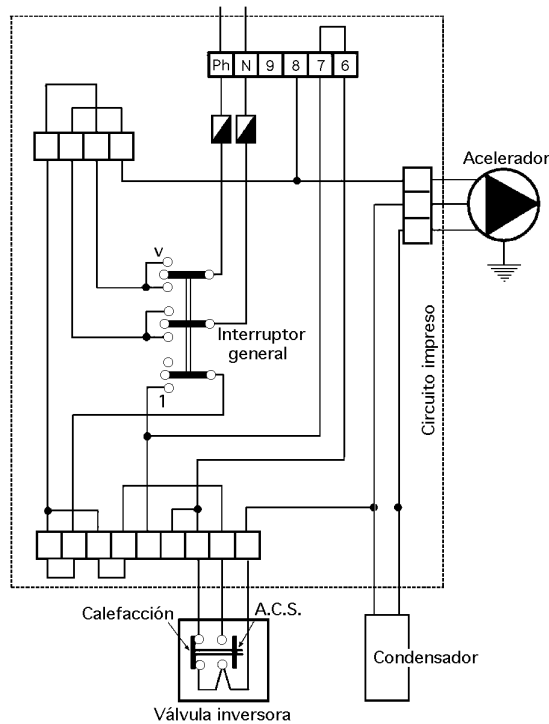 Ph N 9 8 7 6
Acelerador
v
Interruptor
general
1
Circuito impreso
Calefacción
A.C.S.
Condensador
Válvula inversora